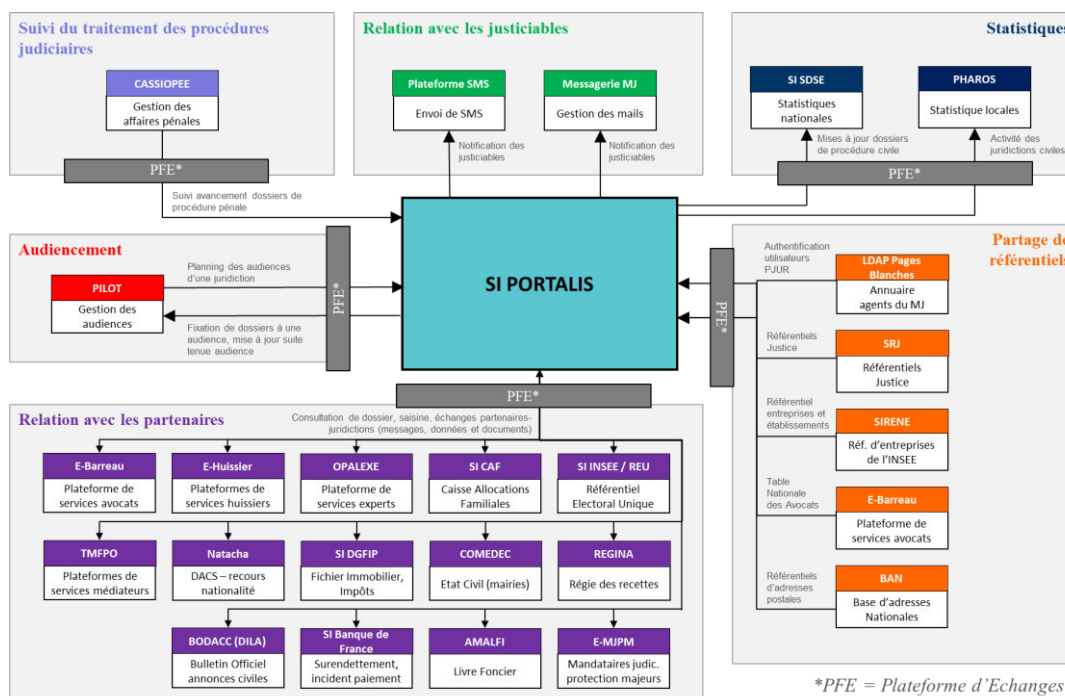 Suivi du traitement des procédures
judiciaires
CASSIOPEE
Gestion des
affaires pénales
PFE*
Suivi avancement dossiers de
procédure pénale
Relation avec les justiciables
Plateforme SMS
Envoi de SMS
Messagerie MJ
Gestion des mails
Notification des
justiciables
Notification des
justiciables
Statistiques
SI SDSE
Statistiques
nationales
PHAROS
Statistique locales
Mises à jour dossiers
de procédure civile
Activité des
juridictions civiles
PFE*
Audiencement
PILOT
Gestion des
audiences
Planning des audiences
d'une juridiction
Fixation de dossiers à une
audience, mise à jour suite
tenue audience
PFE*
SI PORTALIS
PFE*
Partage de
référentiels
Authentification
utilisateurs
PJUR
LDAP Pages
Blanches
Annuaire
agents du MJ
Référentiels
Justice
SRJ
Référentiels
Justice
Référentiel
entreprises et
établissements
SIRENE
Réf. d'entreprises
de l'INSEE
Table
Nationale
des Avocats
E-Barreau
Plateforme de
services avocats
Référentiels
d'adresses
postales
BAN
Base d'adresses
Nationales
PFE*
Relation avec les partenaires
Consultation de dossier, saisine, échanges partenaires-
juridictions (messages, données et documents)
E-Barreau
Plateforme de
services avocats
E-Huissier
Plateformes de
services huissiers
OPALEXE
Plateforme de
services experts
SI CAF
Caisse Allocations
Familiales
SI INSEE / REU
Référentiel
Electoral Unique
TMFPO
Plateformes de
services médiateurs
Natacha
DACS – recours
nationalité
SI DGFIP
Fichier Immobilier,
Impôts
COMEDEC
Etat Civil (mairies)
REGINA
Régie des recettes
BODACC (DILA)
Bulletin Officiel
annonces civiles
SI Banque de
France
Surendettement,
incident paiement
AMALFI
Livre Foncier
E-MJPM
Mandataires judic.
protection majeurs
*PFE = Plateforme d'Echanges